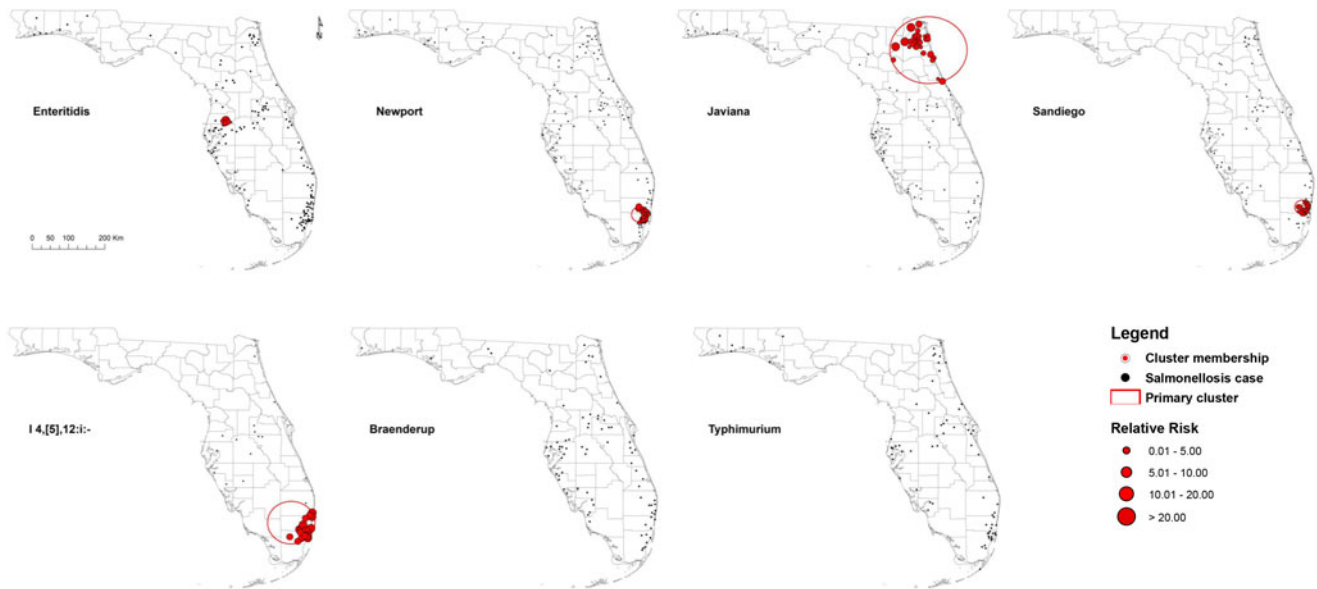 Enteritidis
Newport
Javiana
Sandiego
0 50 100 200 Km
I 4,[5],12:i:-
Braenderup
Typhimurium
Legend
Cluster membership
Salmonellosis case
Primary cluster
Relative Risk
0.01 - 5.00
5.01 - 10.00
10.01 - 20.00
> 20.00